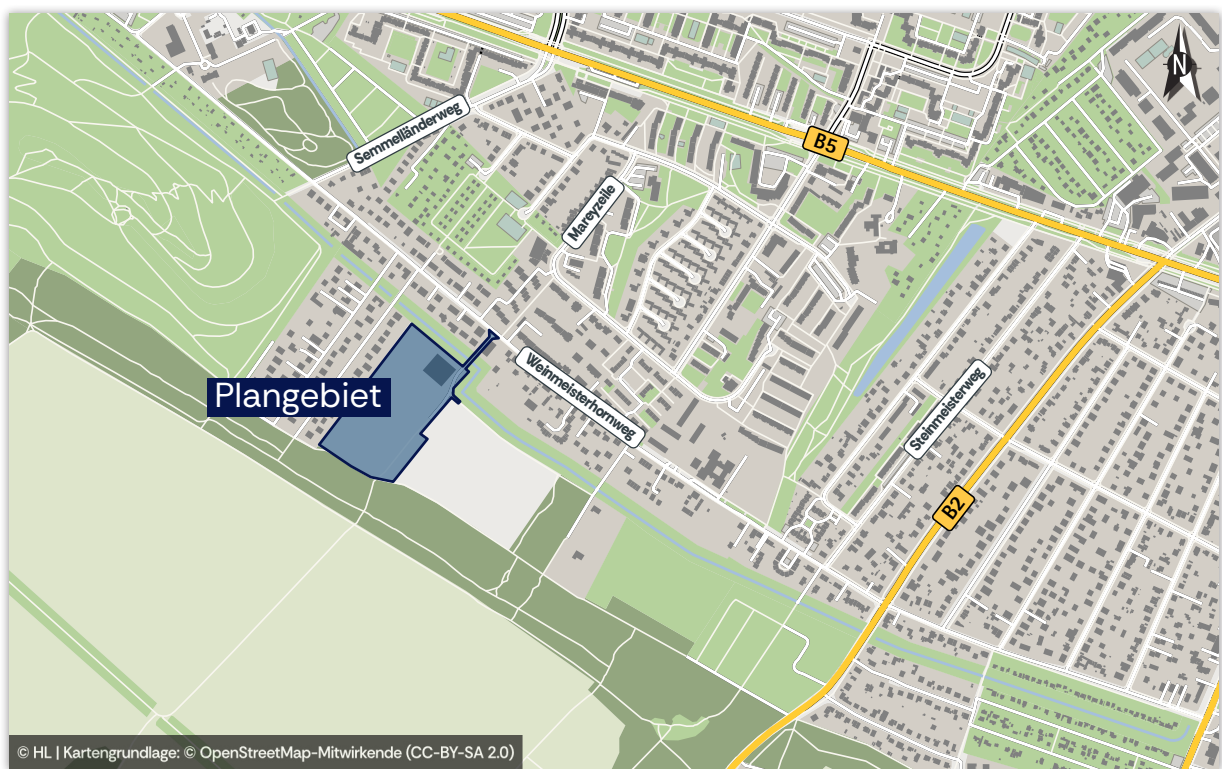 N
Semmelländerweg
B5
Mareyzeile
Weinmeisterhornweg
Steinmeisterweg
Plangebiet
B2
© HL | Kartengrundlage: © OpenStreetMap-Mitwirkende (CC-BY-SA 2.0)